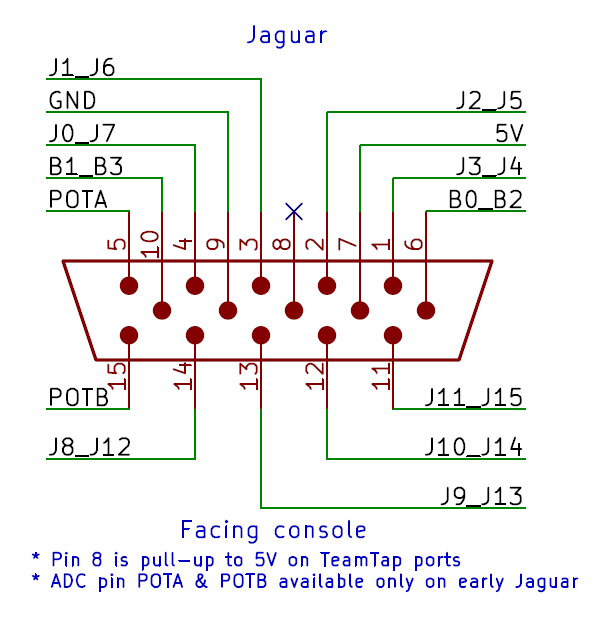 Jaguar
J1_J6
GND
J2_J5
J0_J7
5V
B1_B3
J3_J4
POTA
B0_B2
5 10 4 9 3 8 2 7 1 6
15 14 13 12 11
POTB
J11_J15
J8_J12
J10_J14
J9_J13
Facing console
* Pin 8 is pull-up to 5V on TeamTap ports
* ADC pin POTA & POTB available only on early Jaguar